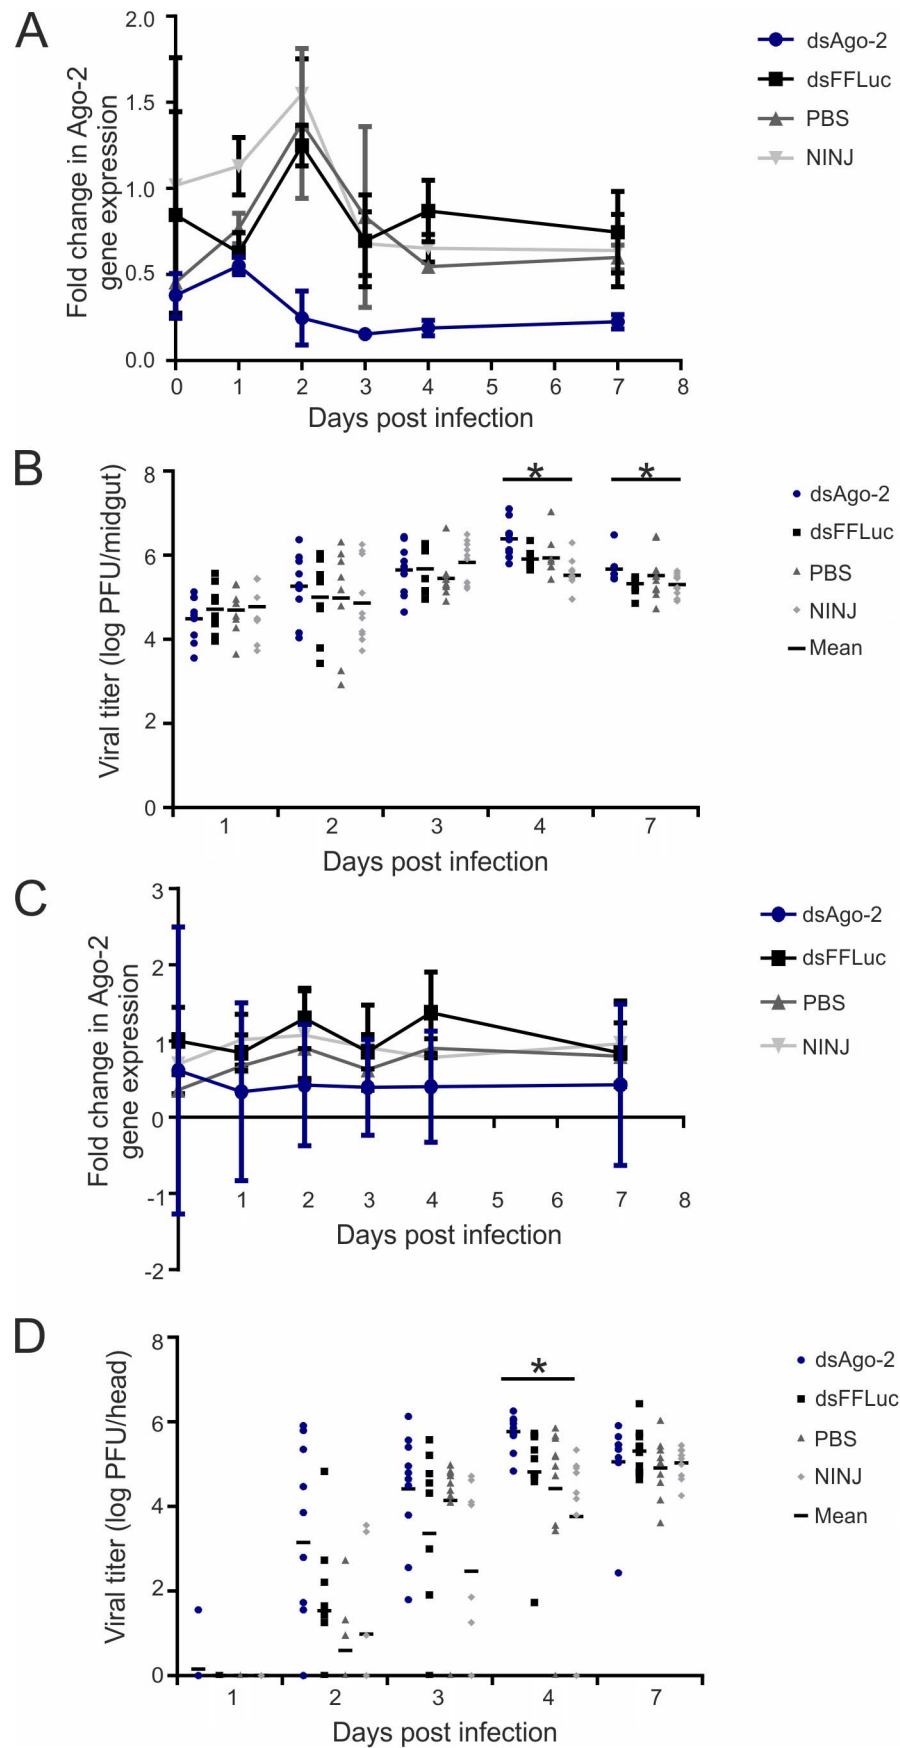 A
Fold change in Ago-2
gene expression
2.0
1.5
1.0
0.5
0.0
0 1 2 3 4 5 6 7 8
Days post infection
dsAgo-2
dsFFLuc
PBS
NINJ
B
Viral titer (log PFU/midgut)
8
6
4
2
0
* *
1 2 3 4 7
Days post infection
dsAgo-2
dsFFLuc
PBS
NINJ
Mean
C
Fold change in Ago-2
gene expression
3
2
1
0
-1
-2
1 2 3 4 5 6 7 8
Days post infection
dsAgo-2
dsFFLuc
PBS
NINJ
D
Viral titer (log PFU/head)
8
6
4
2
0
*
1 2 3 4 7
Days post infection
dsAgo-2
dsFFLuc
PBS
NINJ
Mean